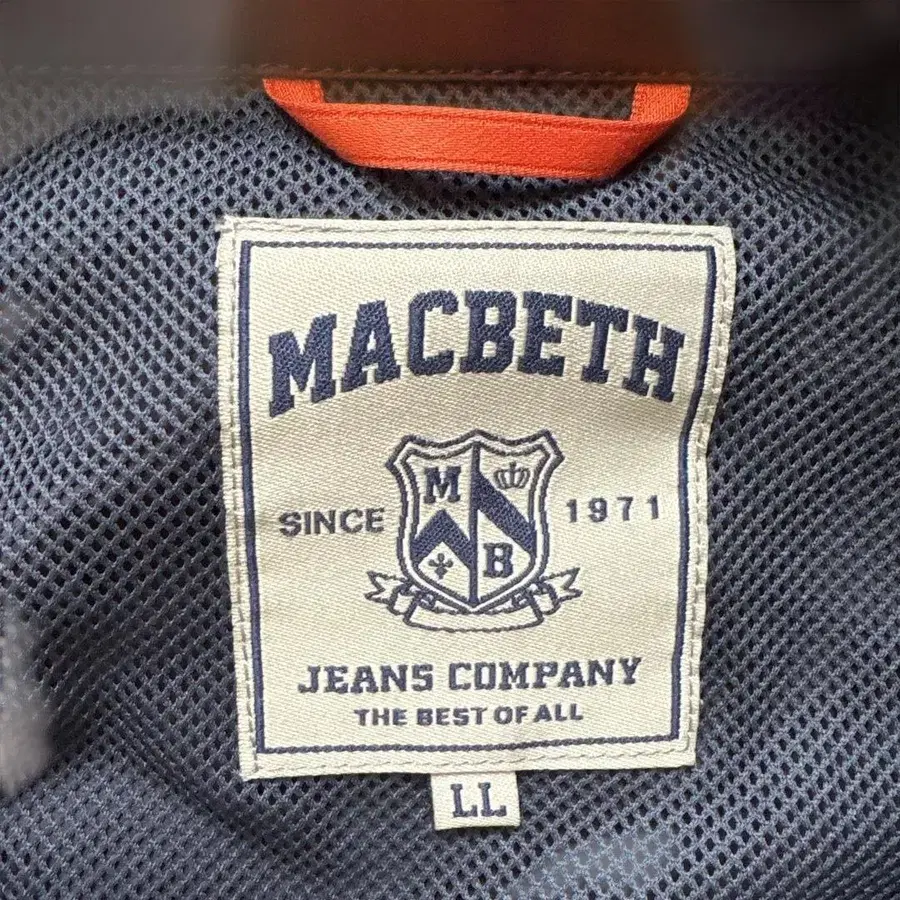 MACBETH
M
SINCE 1971
B
JEANS COMPANY
THE BEST OF ALL
LL